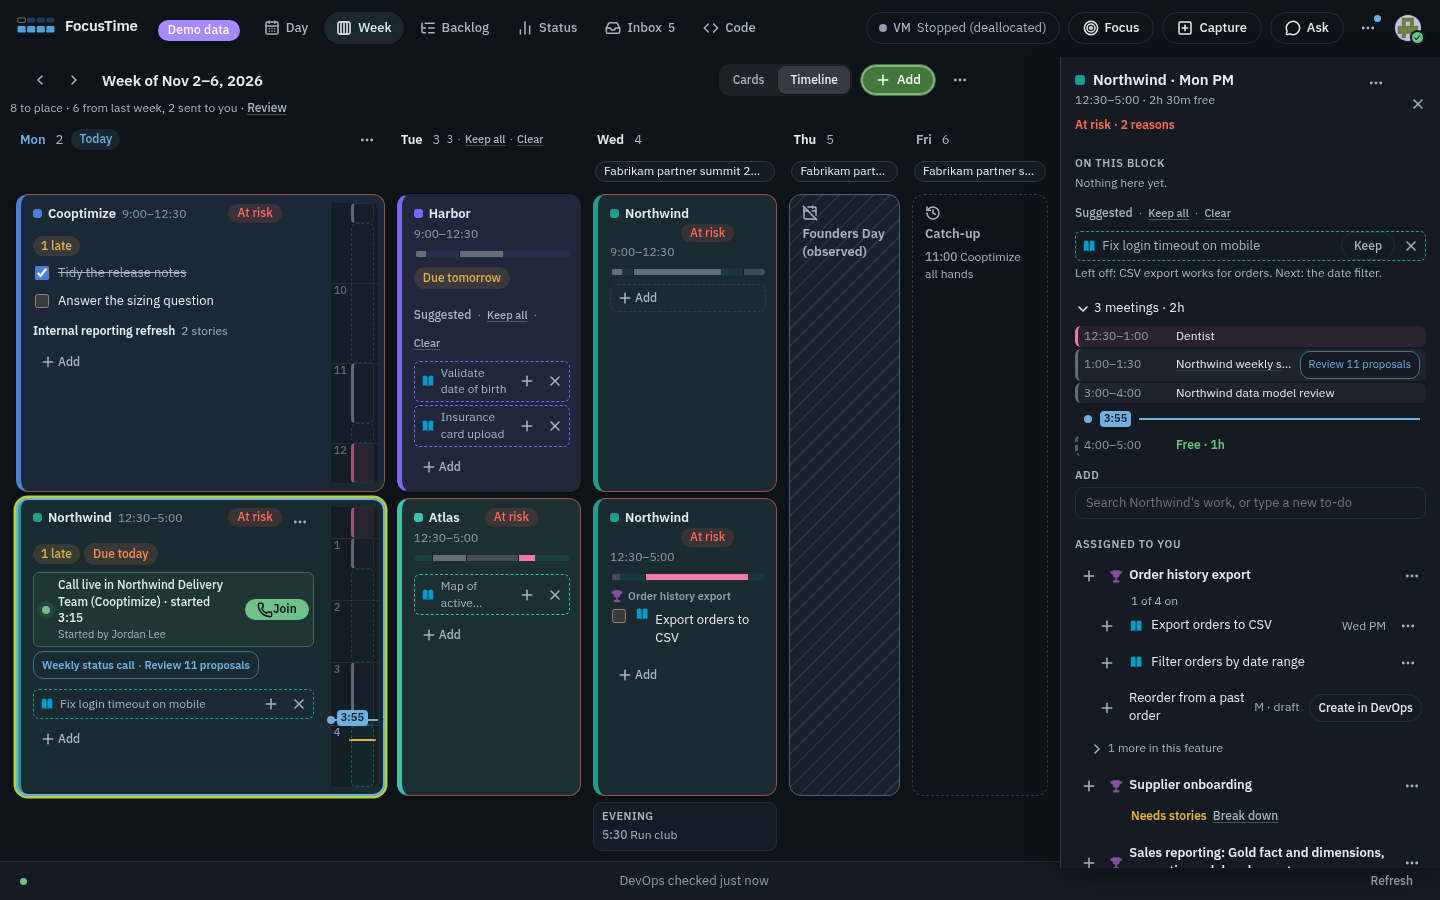 FocusTime
Demo data
Day
Week
Backlog
Status
Inbox 5
Code
VM Stopped (deallocated)
Focus
Capture
Ask
Week of Nov 2–6, 2026
Cards
Timeline
Add
8 to place · 6 from last week, 2 sent to you · Review
Mon 2 Today
Tue 3 3 · Keep all · Clear
Wed 4
Thu 5
Fri 6
Fabrikam partner summit 2...
Fabrikam part...
Fabrikam partner s...
Cooptimize 9:00–12:30
At risk
1 late
Tidy the release notes
Answer the sizing question
Internal reporting refresh 2 stories
Add
10
11
12
Harbor
9:00–12:30
Due tomorrow
Suggested · Keep all ·
Clear
Validate
date of birth
Insurance
card upload
Add
Northwind
At risk
9:00–12:30
Add
Founders Day
(observed)
Catch-up
11:00 Cooptimize
all hands
Northwind 12:30–5:00
At risk
1 late
Due today
Call live in Northwind Delivery
Team (Cooptimize) · started
3:15
Started by Jordan Lee
Join
Weekly status call · Review 11 proposals
Fix login timeout on mobile
Add
1
2
3
3:55
4
Atlas
At risk
12:30–5:00
Map of
active...
Add
Northwind
At risk
12:30–5:00
Order history export
Export orders to
CSV
Add
EVENING
5:30 Run club
Northwind · Mon PM
12:30–5:00 · 2h 30m free
At risk · 2 reasons
ON THIS BLOCK
Nothing here yet.
Suggested · Keep all · Clear
Fix login timeout on mobile
Keep
Left off: CSV export works for orders. Next: the date filter.
3 meetings · 2h
12:30–1:00 Dentist
1:00–1:30 Northwind weekly s... Review 11 proposals
3:00–4:00 Northwind data model review
3:55
4:00–5:00 Free · 1h
ADD
Search Northwind's work, or type a new to-do
ASSIGNED TO YOU
Order history export
1 of 4 on
Export orders to CSV Wed PM
Filter orders by date range
Reorder from a past
order
M · draft
Create in DevOps
1 more in this feature
Supplier onboarding
Needs stories Break down
Sales reporting: Gold fact and dimensions,
DevOps checked just now
Refresh